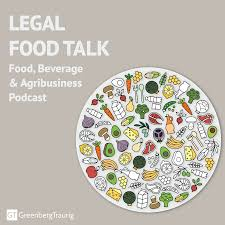 LEGAL
FOOD TALK
Food, Beverage
& Agribusiness
Podcast
GT GreenbergTraurig